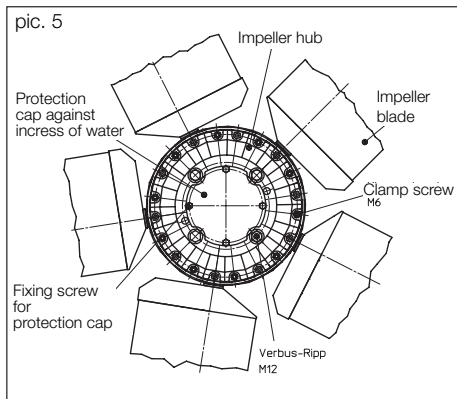 pic. 5
Impeller hub
Protection
cap against
incress of water
Impeller
blade
Clamp screw
M6
Fixing screw
for
protection cap
Verbus-Ripp
M12